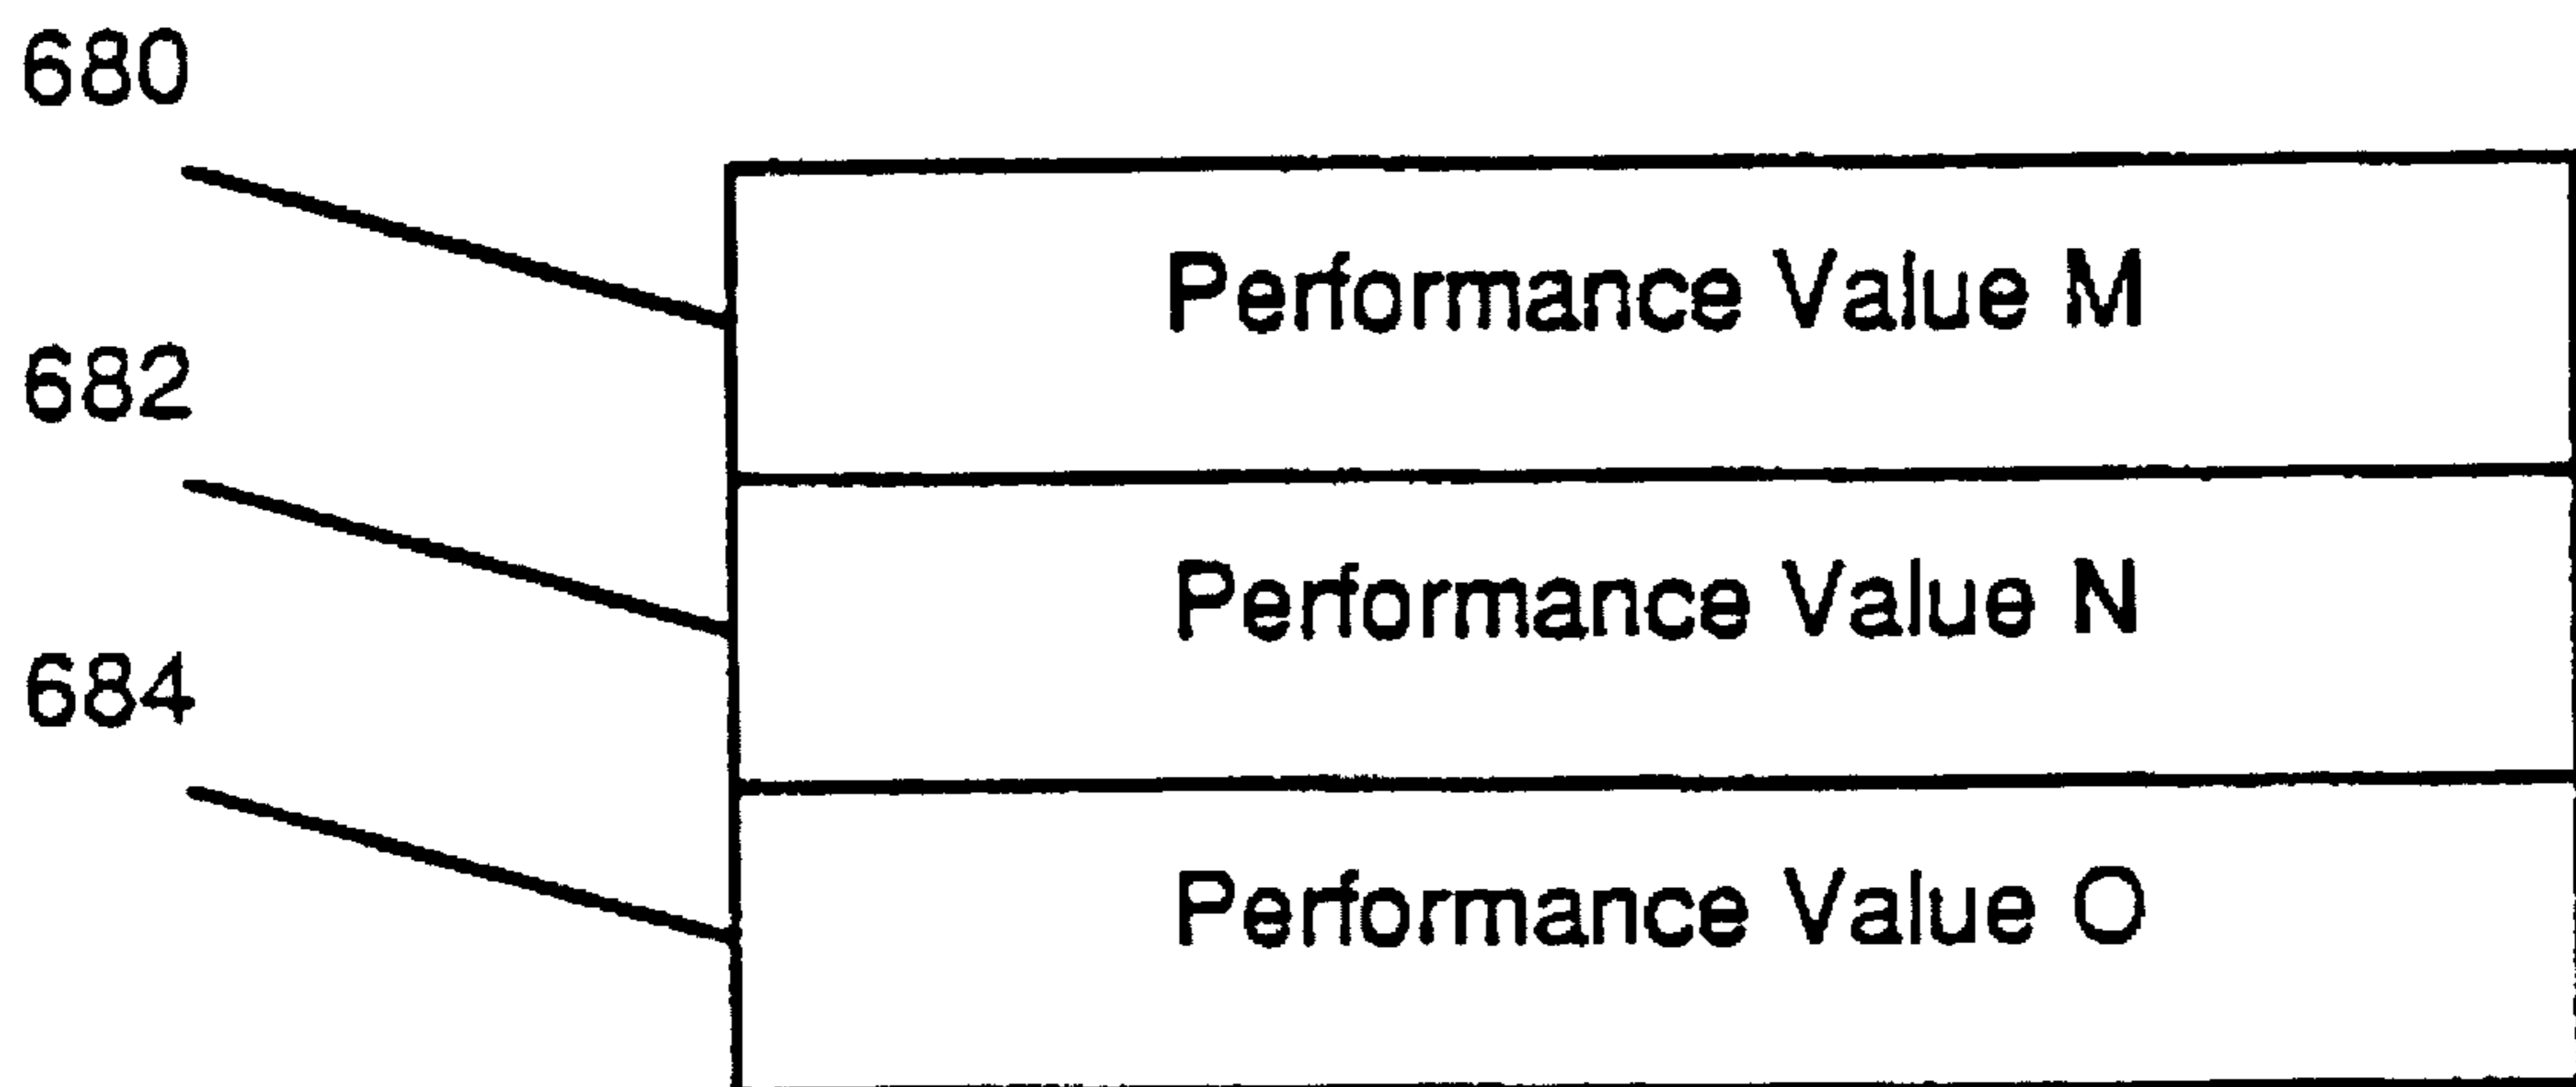 680
Performance Value M
682
Performance Value N
684
Performance Value O